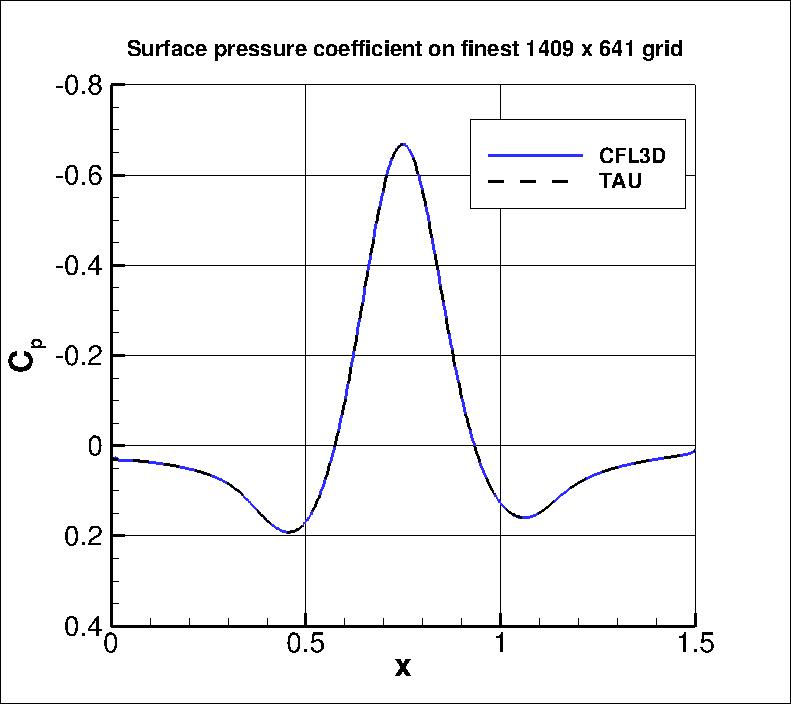 Surface pressure coefficient on finest 1409 x 641 grid
-0.8
CFL3D
TAU
-0.6
-0.4
-0.2
Cp
0
0.2
0.4
0
0.5
1
1.5
x